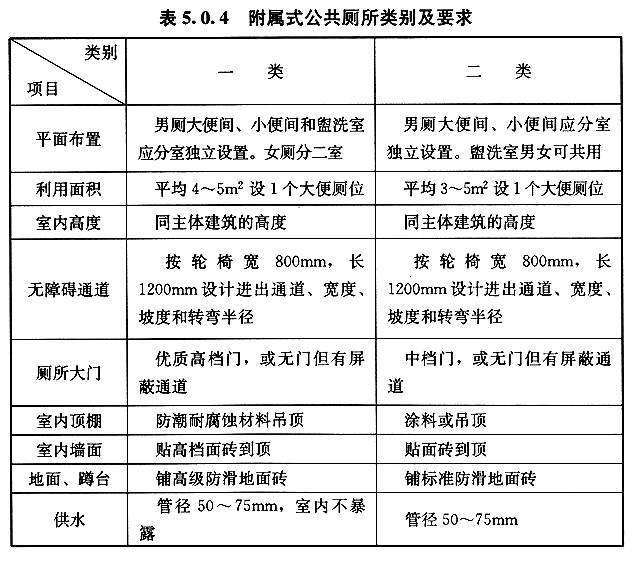 表 5.0.4 附属式公共厕所类别及要求
类别
项目
一 类
二 类
平面布置
男厕大便间、小便间和盥洗室
应分室独立设置。女厕分二室
男厕大便间、小便间应分室
独立设置。盥洗室男女可共用
利用面积
平均 4～5m² 设 1 个大便厕位
平均 3～5m² 设 1 个大便厕位
室内高度
同主体建筑的高度
同主体建筑的高度
无障碍通道
按轮椅宽 800mm，长
1200mm 设计进出通道、宽度、
坡度和转弯半径
按轮椅宽 800mm，长
1200mm 设计进出通道、宽度、
坡度和转弯半径
厕所大门
优质高档门，或无门但有屏
蔽通道
中档门，或无门但有屏蔽通
道
室内顶棚
防潮耐腐蚀材料吊顶
涂料或吊顶
室内墙面
贴高档面砖到顶
贴面砖到顶
地面、蹲台
铺高级防滑地面砖
铺标准防滑地面砖
供水
管径 50～75mm，室内不暴
露
管径 50～75mm